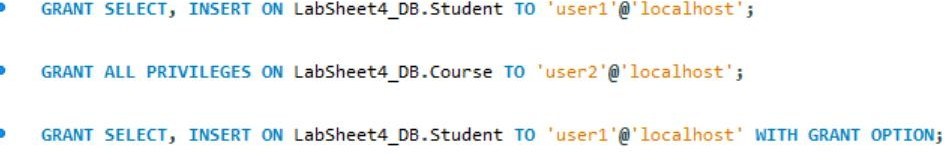 GRANT SELECT, INSERT ON LabSheet4_DB.Student TO 'user1'@'localhost';
GRANT ALL PRIVILEGES ON LabSheet4_DB.Course TO 'user2'@'localhost';
GRANT SELECT, INSERT ON LabSheet4_DB.Student TO 'user1'@'localhost' WITH GRANT OPTION;